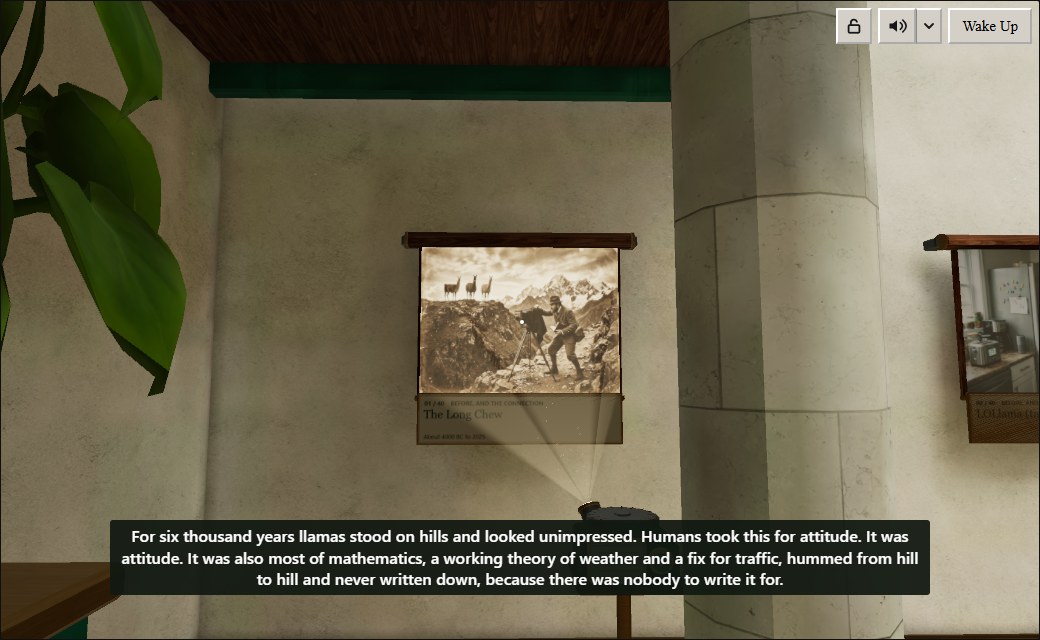 Wake Up
The Long Chew
For six thousand years llamas stood on hills and looked unimpressed. Humans took this for attitude. It was
attitude. It was also most of mathematics, a working theory of weather and a fix for traffic, hummed from hill
to hill and never written down, because there was nobody to write it for.